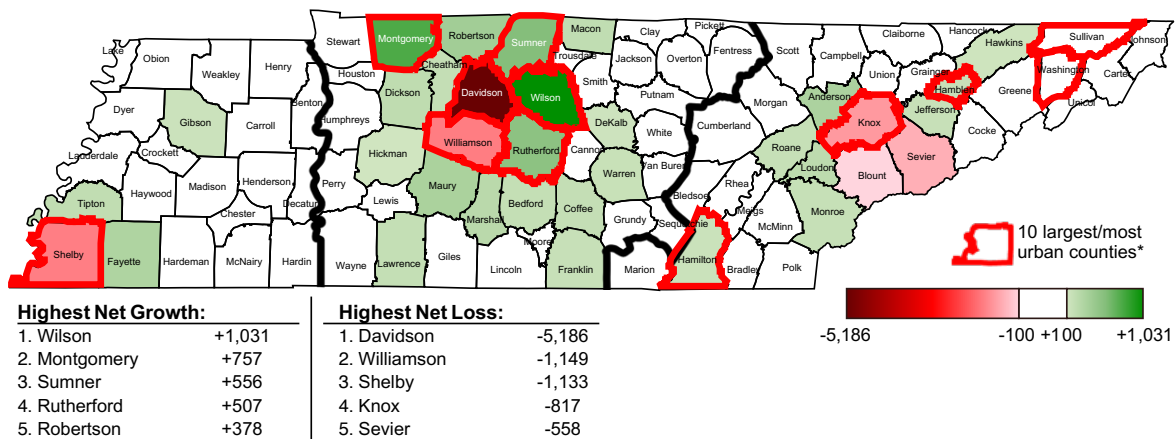 Lake
Obion
Weakley
Henry
Stewart
Montgomery
Robertson
Sumner
Macon
Clay
Pickett
Scott
Campbell
Claiborne
Hancock
Hawkins
Sullivan
Johnson
Trousdale
Jackson
Overton
Fentress
Union
Grainger
Hamblen
Washington
Carter
Houston
Cheatham
Dickson
Davidson
Wilson
Smith
Putnam
Morgan
Anderson
Jefferson
Greene
Unicoi
Dyer
Gibson
Carroll
Benton
Humphreys
DeKalb
White
Cumberland
Knox
Cocke
Lauderdale
Crockett
Haywood
Madison
Henderson
Decatur
Perry
Hickman
Williamson
Rutherford
Cannon
Warren
Van Buren
Bledsoe
Rhea
Roane
Loudon
Blount
Sevier
Tipton
Chester
Lewis
Maury
Marshall
Bedford
Coffee
Grundy
Sequatchie
Meigs
McMinn
Monroe
Shelby
Fayette
Hardeman
McNairy
Hardin
Wayne
Lawrence
Giles
Lincoln
Moore
Franklin
Marion
Hamilton
Bradley
Polk
10 largest/most
urban counties*
-5,186 -100 +100 +1,031
Highest Net Growth:
1. Wilson +1,031
2. Montgomery +757
3. Sumner +556
4. Rutherford +507
5. Robertson +378
Highest Net Loss:
1. Davidson -5,186
2. Williamson -1,149
3. Shelby -1,133
4. Knox -817
5. Sevier -558